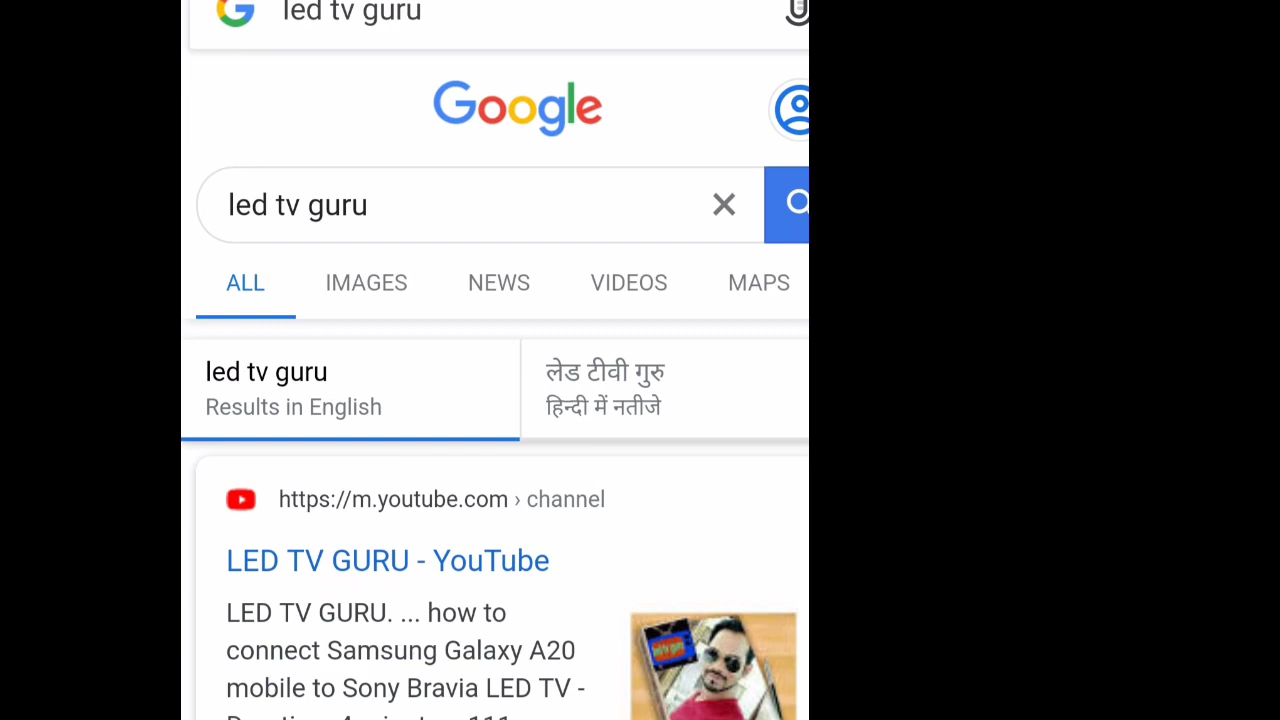 led tv guru
Google
led tv guru
ALL IMAGES NEWS VIDEOS MAPS
led tv guru
Results in English
लेड टीवी गुरु
हिन्दी में नतीजे
https://m.youtube.com › channel
LED TV GURU - YouTube
LED TV GURU. ... how to
connect Samsung Galaxy A20
mobile to Sony Bravia LED TV -